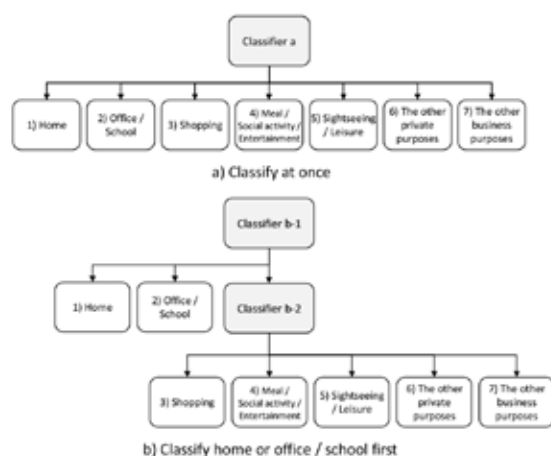 Classifier a
1) Home
2) Office /
School
3) Shopping
4) Meal /
Social activity /
Entertainment
5) Sightseeing
/ Leisure
6) The other
private
purposes
7) The other
business
purposes
a) Classify at once
Classifier b-1
1) Home
2) Office /
School
Classifier b-2
3) Shopping
4) Meal /
Social activity /
Entertainment
5) Sightseeing
/ Leisure
6) The other
private
purposes
7) The other
business
purposes
b) Classify home or office / school first